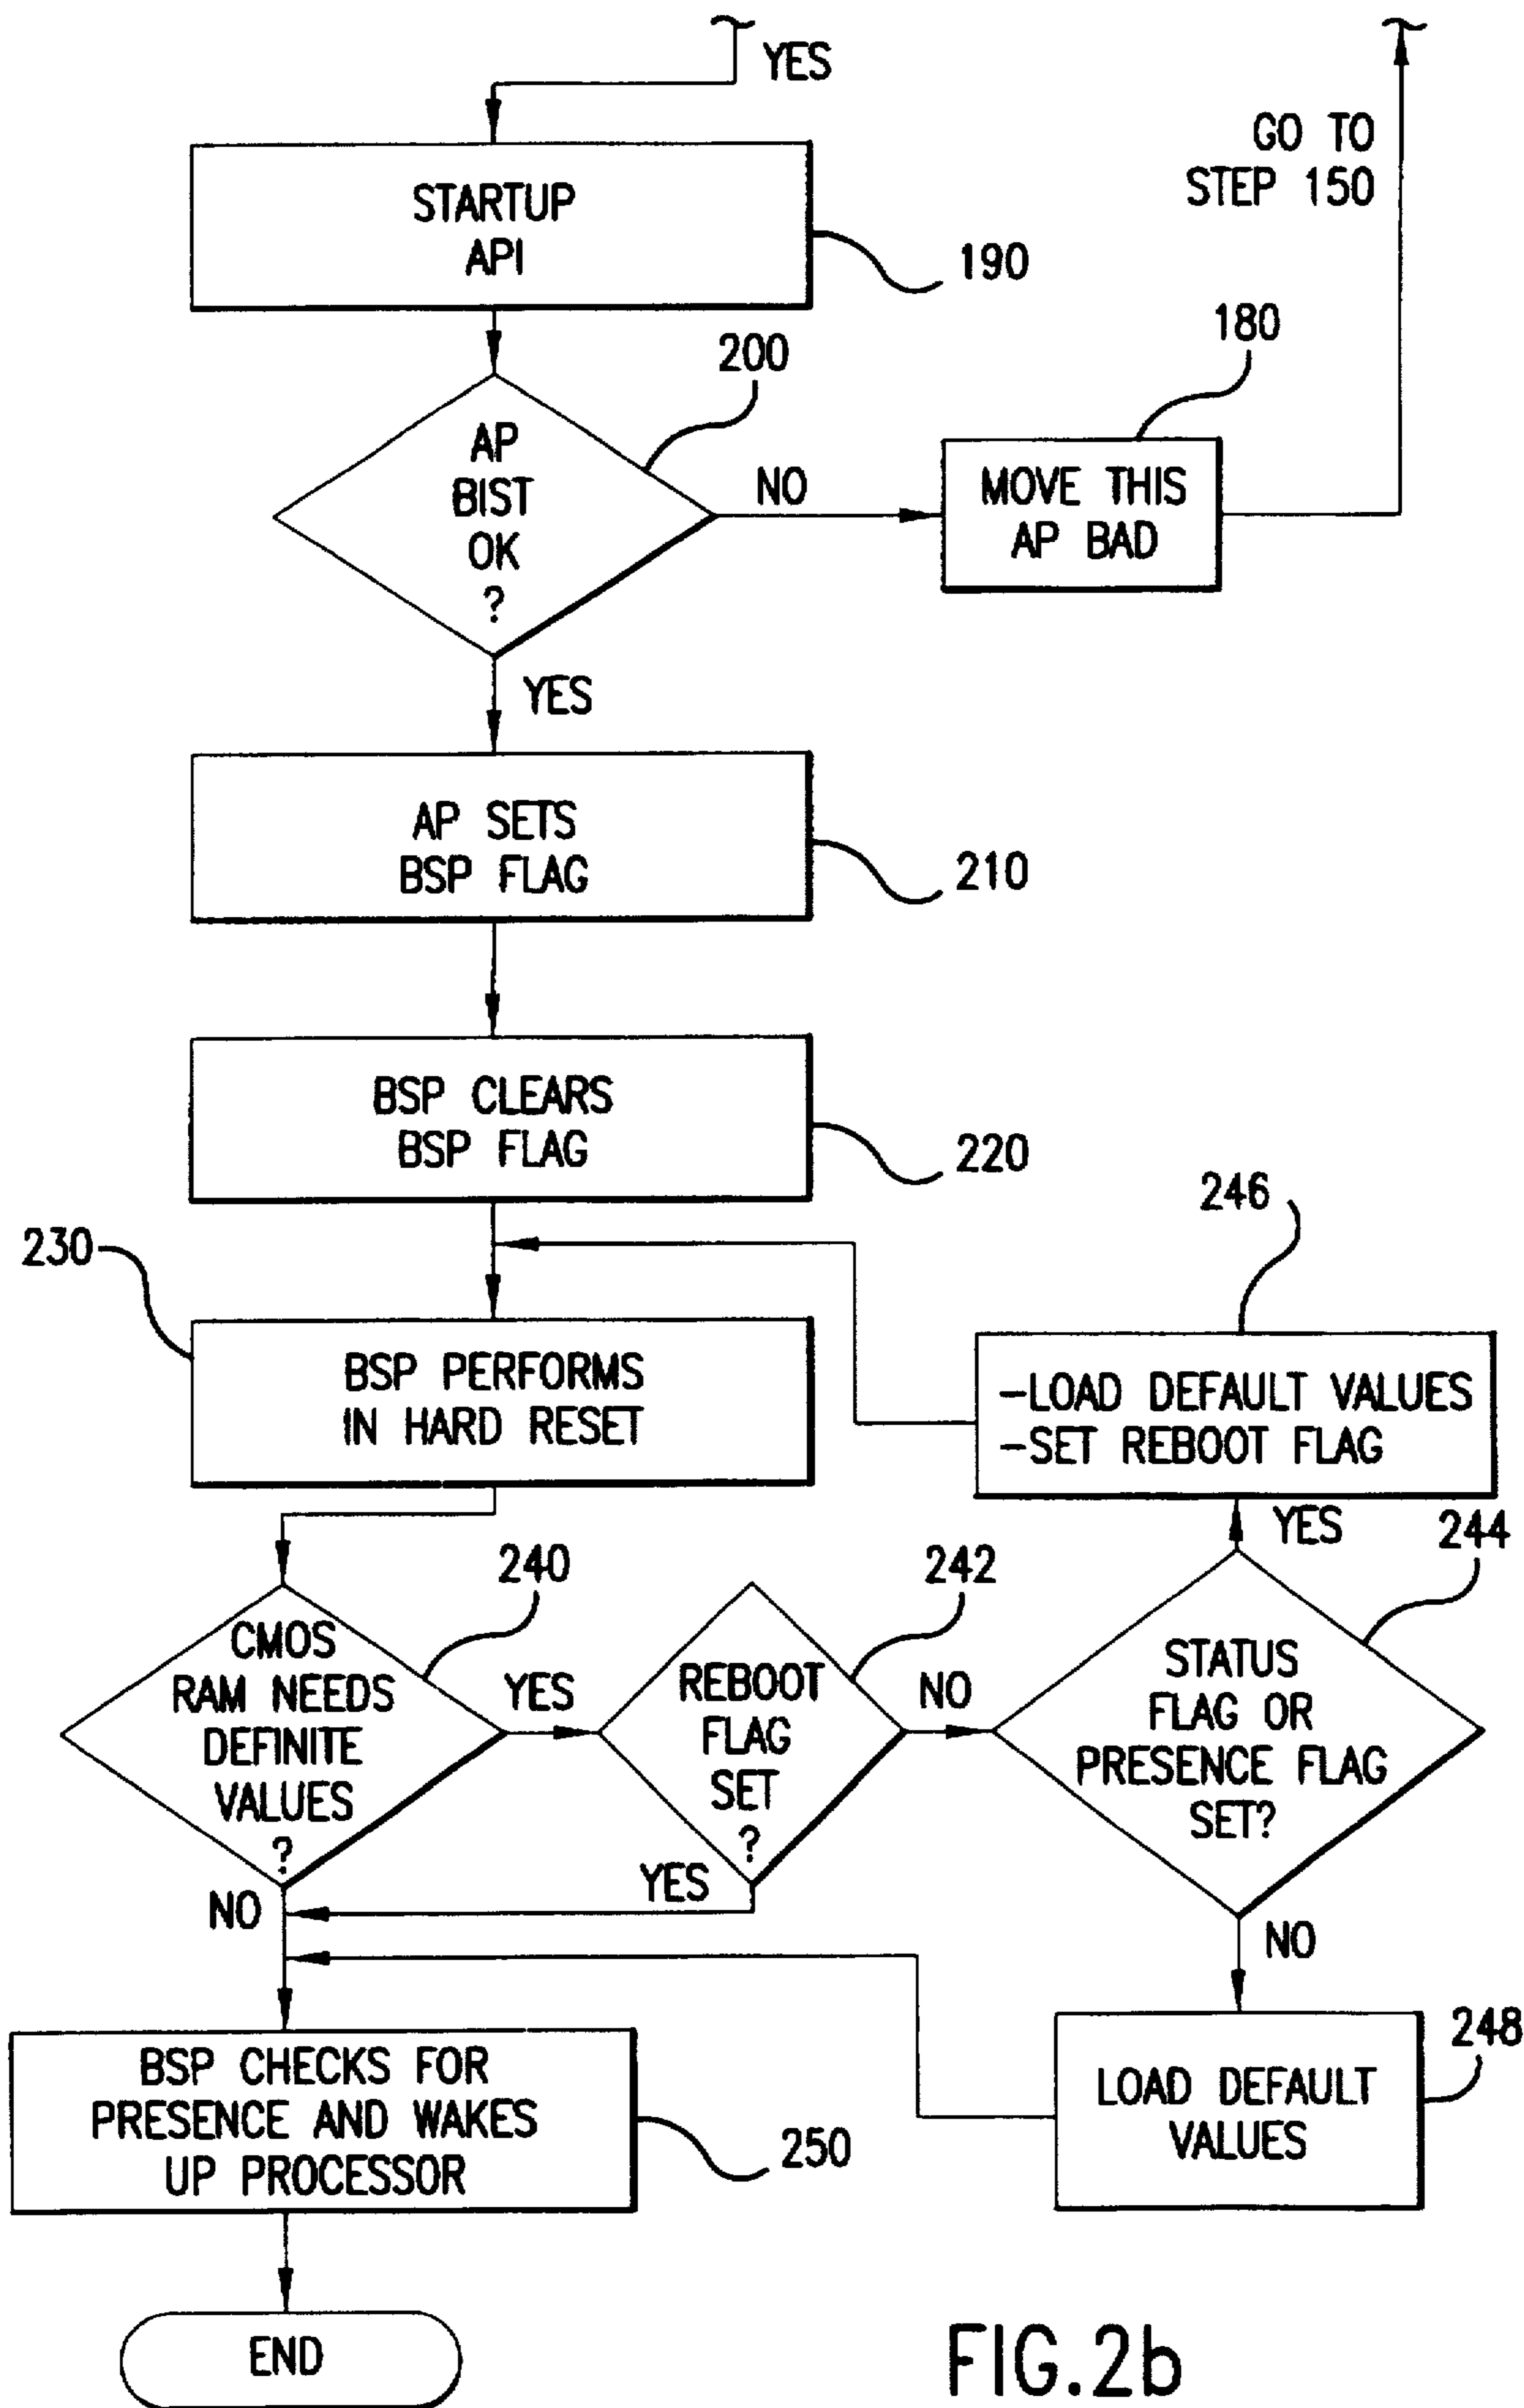 YES
GO TO
STEP 150
STARTUP
API
190
180
200
AP
BIST
OK
?
NO
MOVE THIS
AP BAD
YES
AP SETS
BSP FLAG
210
BSP CLEARS
BSP FLAG
220
246
230
BSP PERFORMS
IN HARD RESET
-LOAD DEFAULT VALUES
-SET REBOOT FLAG
YES
244
240
242
CMOS
RAM NEEDS
DEFINITE
VALUES
?
YES
REBOOT
FLAG
SET
?
NO
STATUS
FLAG OR
PRESENCE FLAG
SET?
YES
NO
NO
248
BSP CHECKS FOR
PRESENCE AND WAKES
UP PROCESSOR
250
LOAD DEFAULT
VALUES
END
FIG.2b